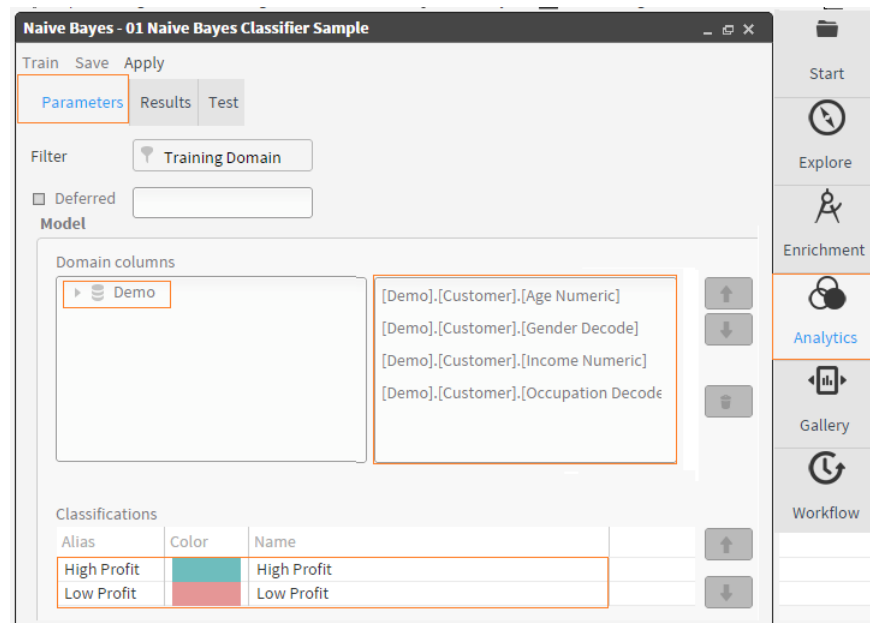 Naive Bayes - 01 Naive Bayes Classifier Sample
Train Save Apply
Parameters Results Test
Filter Training Domain
Deferred
Model
Domain columns
Demo
[Demo].[Customer].[Age Numeric]
[Demo].[Customer].[Gender Decode]
[Demo].[Customer].[Income Numeric]
[Demo].[Customer].[Occupation Decode
Classifications
Alias Color Name
High Profit High Profit
Low Profit Low Profit
Start
Explore
Enrichment
Analytics
Gallery
Workflow